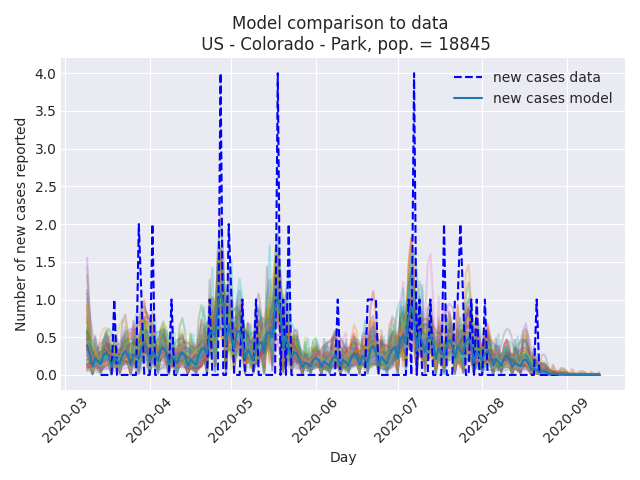 Model comparison to data
US - Colorado - Park, pop. = 18845
new cases data
new cases model
Number of new cases reported
4.0
3.5
3.0
2.5
2.0
1.5
1.0
0.5
0.0
2020-03
2020-04
2020-05
2020-06
2020-07
2020-08
2020-09
Day